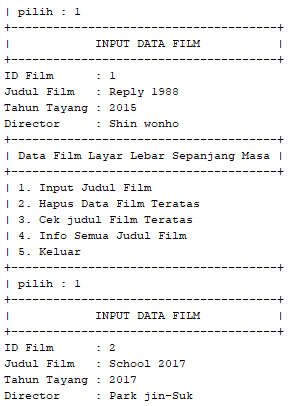 | pilih : 1
+----------------------------------------+
|            INPUT DATA FILM            |
+----------------------------------------+
ID Film      : 1
Judul Film   : Reply 1988
Tahun Tayang : 2015
Director     : Shin wonho
+----------------------------------------+
| Data Film Layar Lebar Sepanjang Masa |
+----------------------------------------+
| 1. Input Judul Film
| 2. Hapus Data Film Teratas
| 3. Cek judul Film Teratas
| 4. Info Semua Judul Film
| 5. Keluar
+----------------------------------------+
| pilih : 1
+----------------------------------------+
|            INPUT DATA FILM            |
+----------------------------------------+
ID Film      : 2
Judul Film   : School 2017
Tahun Tayang : 2017
Director     : Park jin-Suk